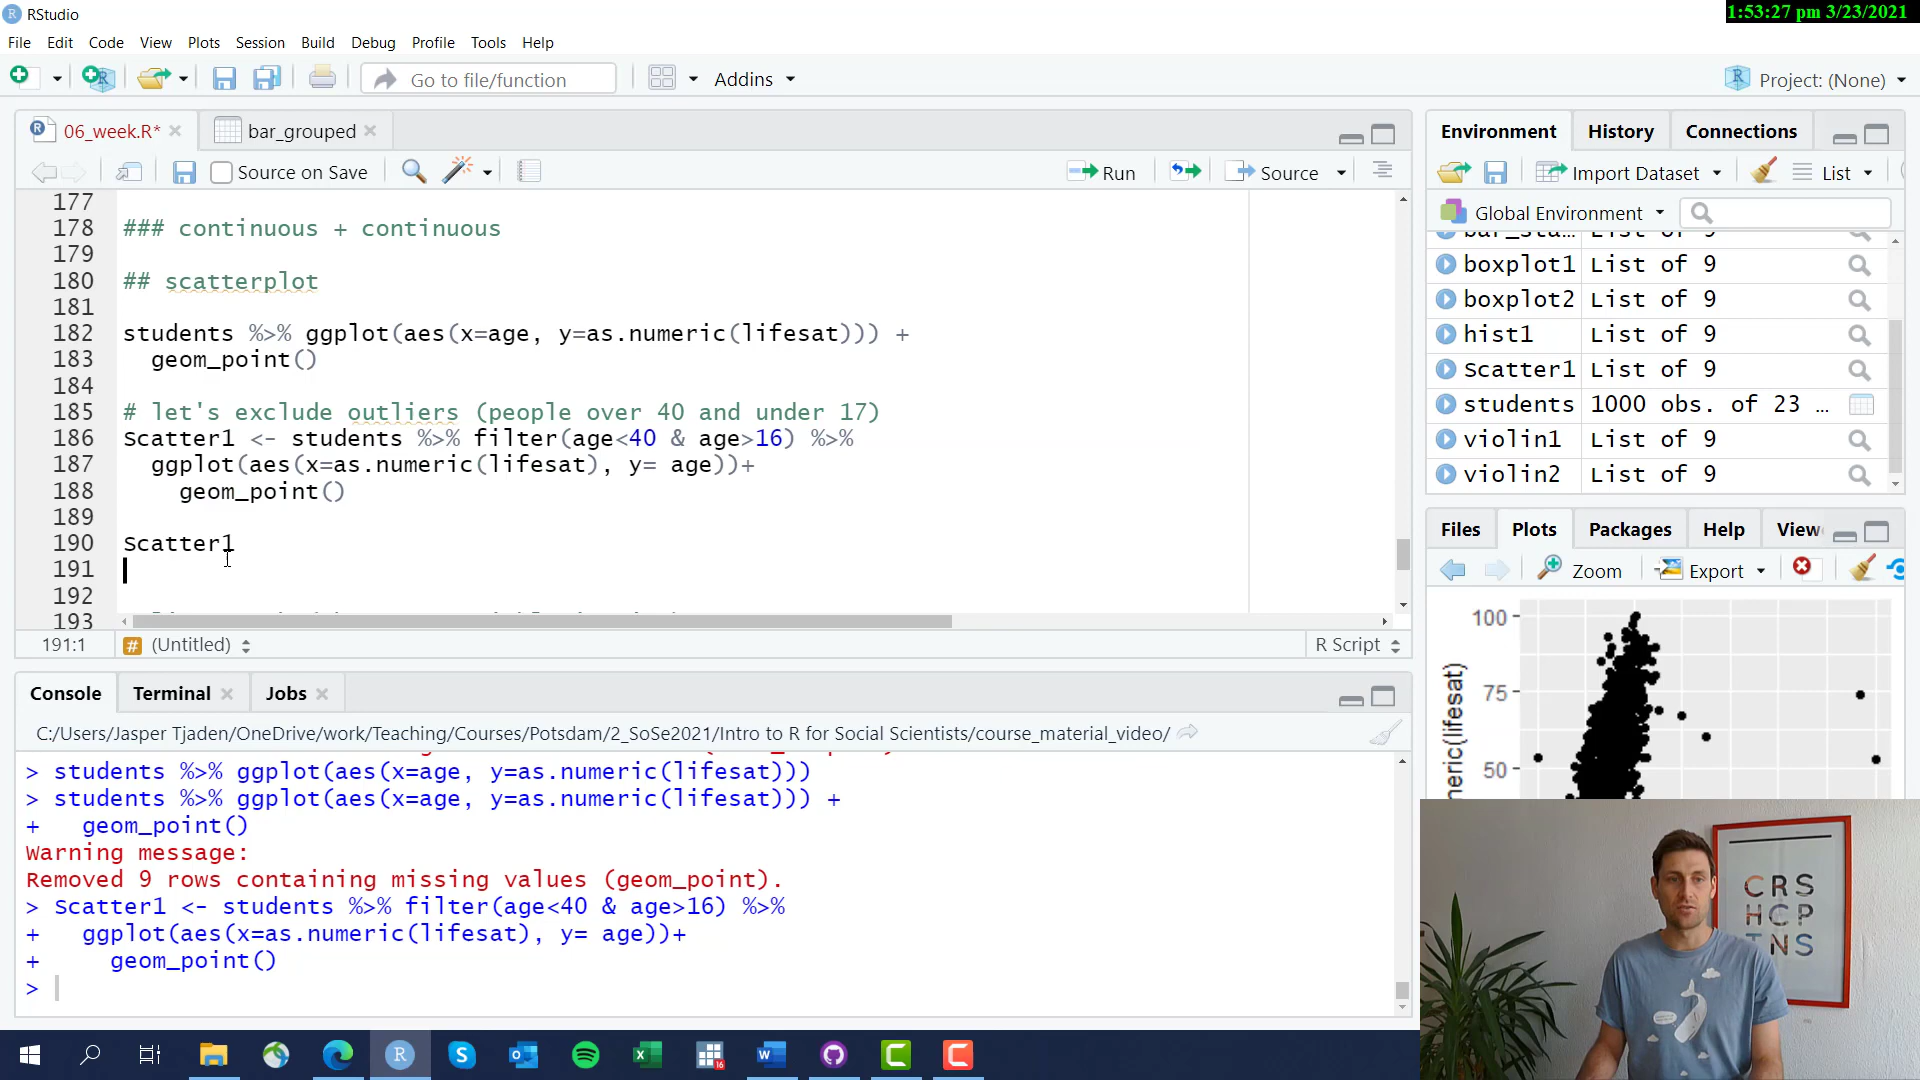 RStudio
1:53:27 pm 3/23/2021
File Edit Code View Plots Session Build Debug Profile Tools Help
Go to file/function
Addins
Project: (None)
06_week.R*
bar_grouped
Source on Save
Run
Source
177
178 ### continuous + continuous
179
180 ## scatterplot
181
182 students %>% ggplot(aes(x=age, y=as.numeric(lifesat))) +
183 geom_point()
184
185 # let's exclude outliers (people over 40 and under 17)
186 Scatter1 <- students %>% filter(age<40 & age>16) %>%
187 ggplot(aes(x=as.numeric(lifesat), y= age))+
188 geom_point()
189
190 Scatter1
191
192
193
191:1 # (Untitled) R Script
Console Terminal Jobs
C:/Users/Jasper Tjaden/OneDrive/work/Teaching/Courses/Potsdam/2_SoSe2021/Intro to R for Social Scientists/course_material_video/
> students %>% ggplot(aes(x=age, y=as.numeric(lifesat)))
> students %>% ggplot(aes(x=age, y=as.numeric(lifesat))) +
+ geom_point()
Warning message:
Removed 9 rows containing missing values (geom_point).
> Scatter1 <- students %>% filter(age<40 & age>16) %>%
+ ggplot(aes(x=as.numeric(lifesat), y= age))+
+ geom_point()
>
Environment History Connections
Import Dataset
List
Global Environment
boxplot1 List of 9
boxplot2 List of 9
hist1 List of 9
Scatter1 List of 9
students 1000 obs. of 23 ...
violin1 List of 9
violin2 List of 9
Files Plots Packages Help View
Zoom Export
100
75
50
meric(lifesat)
CRS
HCP
TNS